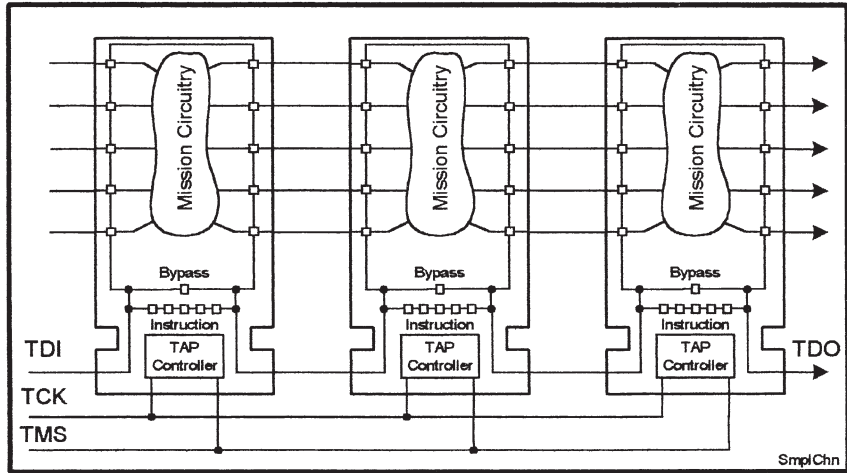 Mission Circuitry
Mission Circuitry
Mission Circuitry
Bypass
Bypass
Bypass
Instruction
Instruction
Instruction
TDI
TAP Controller
TAP Controller
TAP Controller
TDO
TCK
TMS
SmplChn